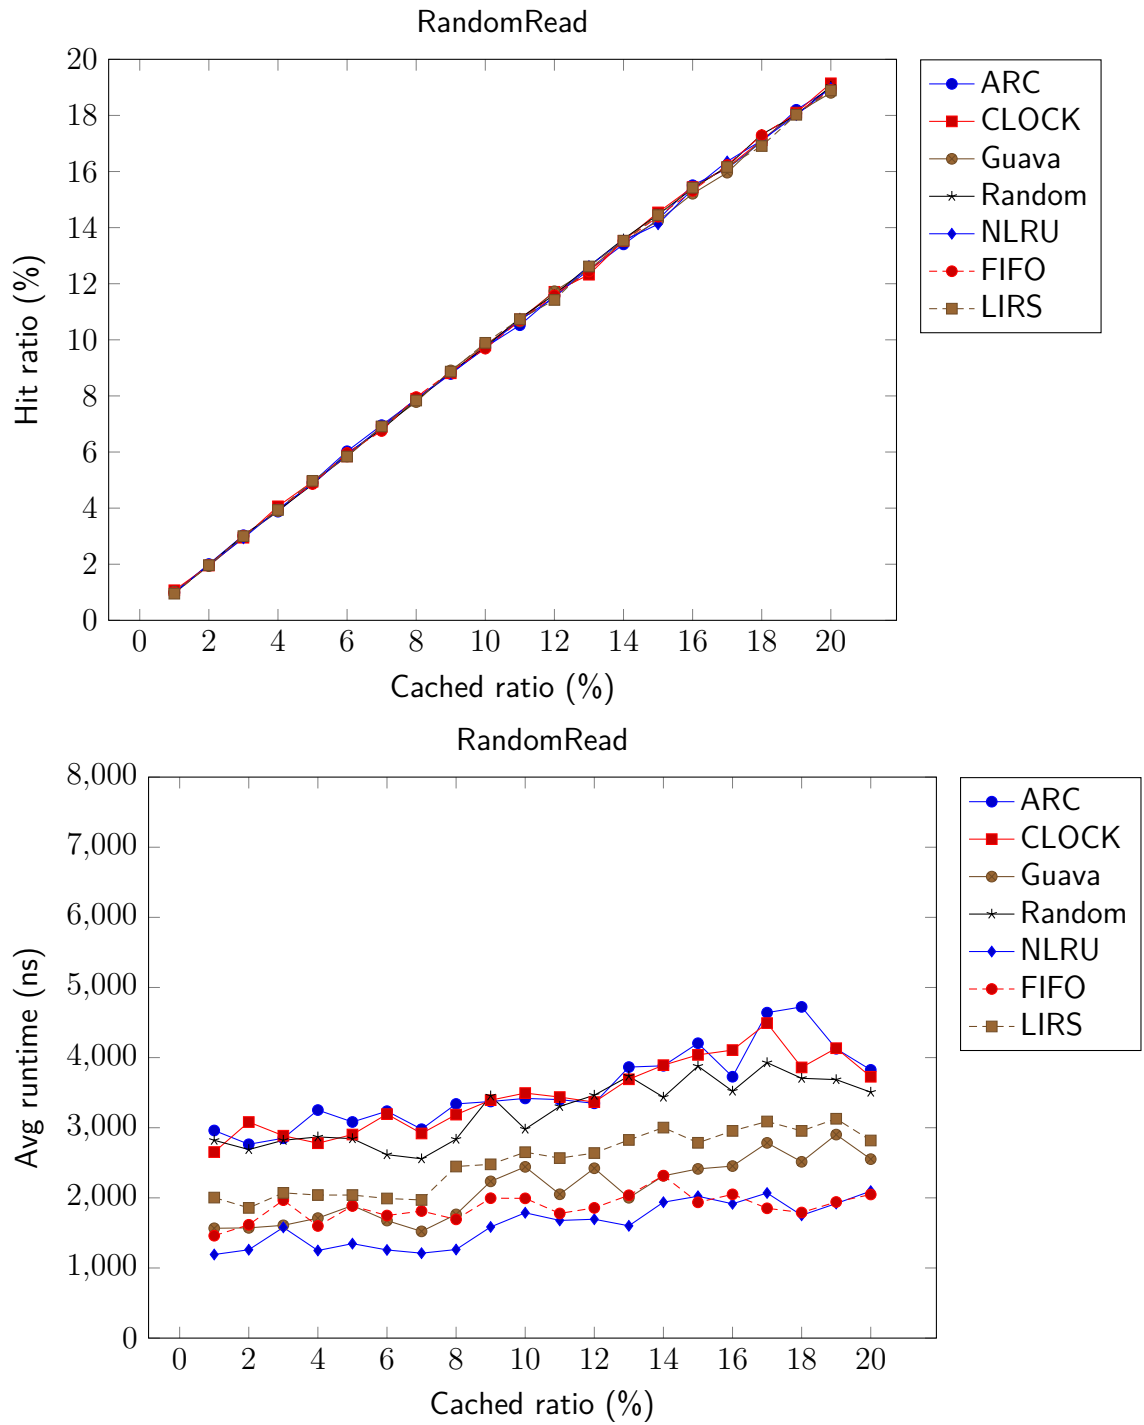 RandomRead
20
18
16
14
12
10
8
6
4
2
0
Hit ratio (%)
0 2 4 6 8 10 12 14 16 18 20
Cached ratio (%)
ARC
CLOCK
Guava
Random
NLRU
FIFO
LIRS
RandomRead
8,000
7,000
6,000
5,000
4,000
3,000
2,000
1,000
0
Avg runtime (ns)
0 2 4 6 8 10 12 14 16 18 20
Cached ratio (%)
ARC
CLOCK
Guava
Random
NLRU
FIFO
LIRS